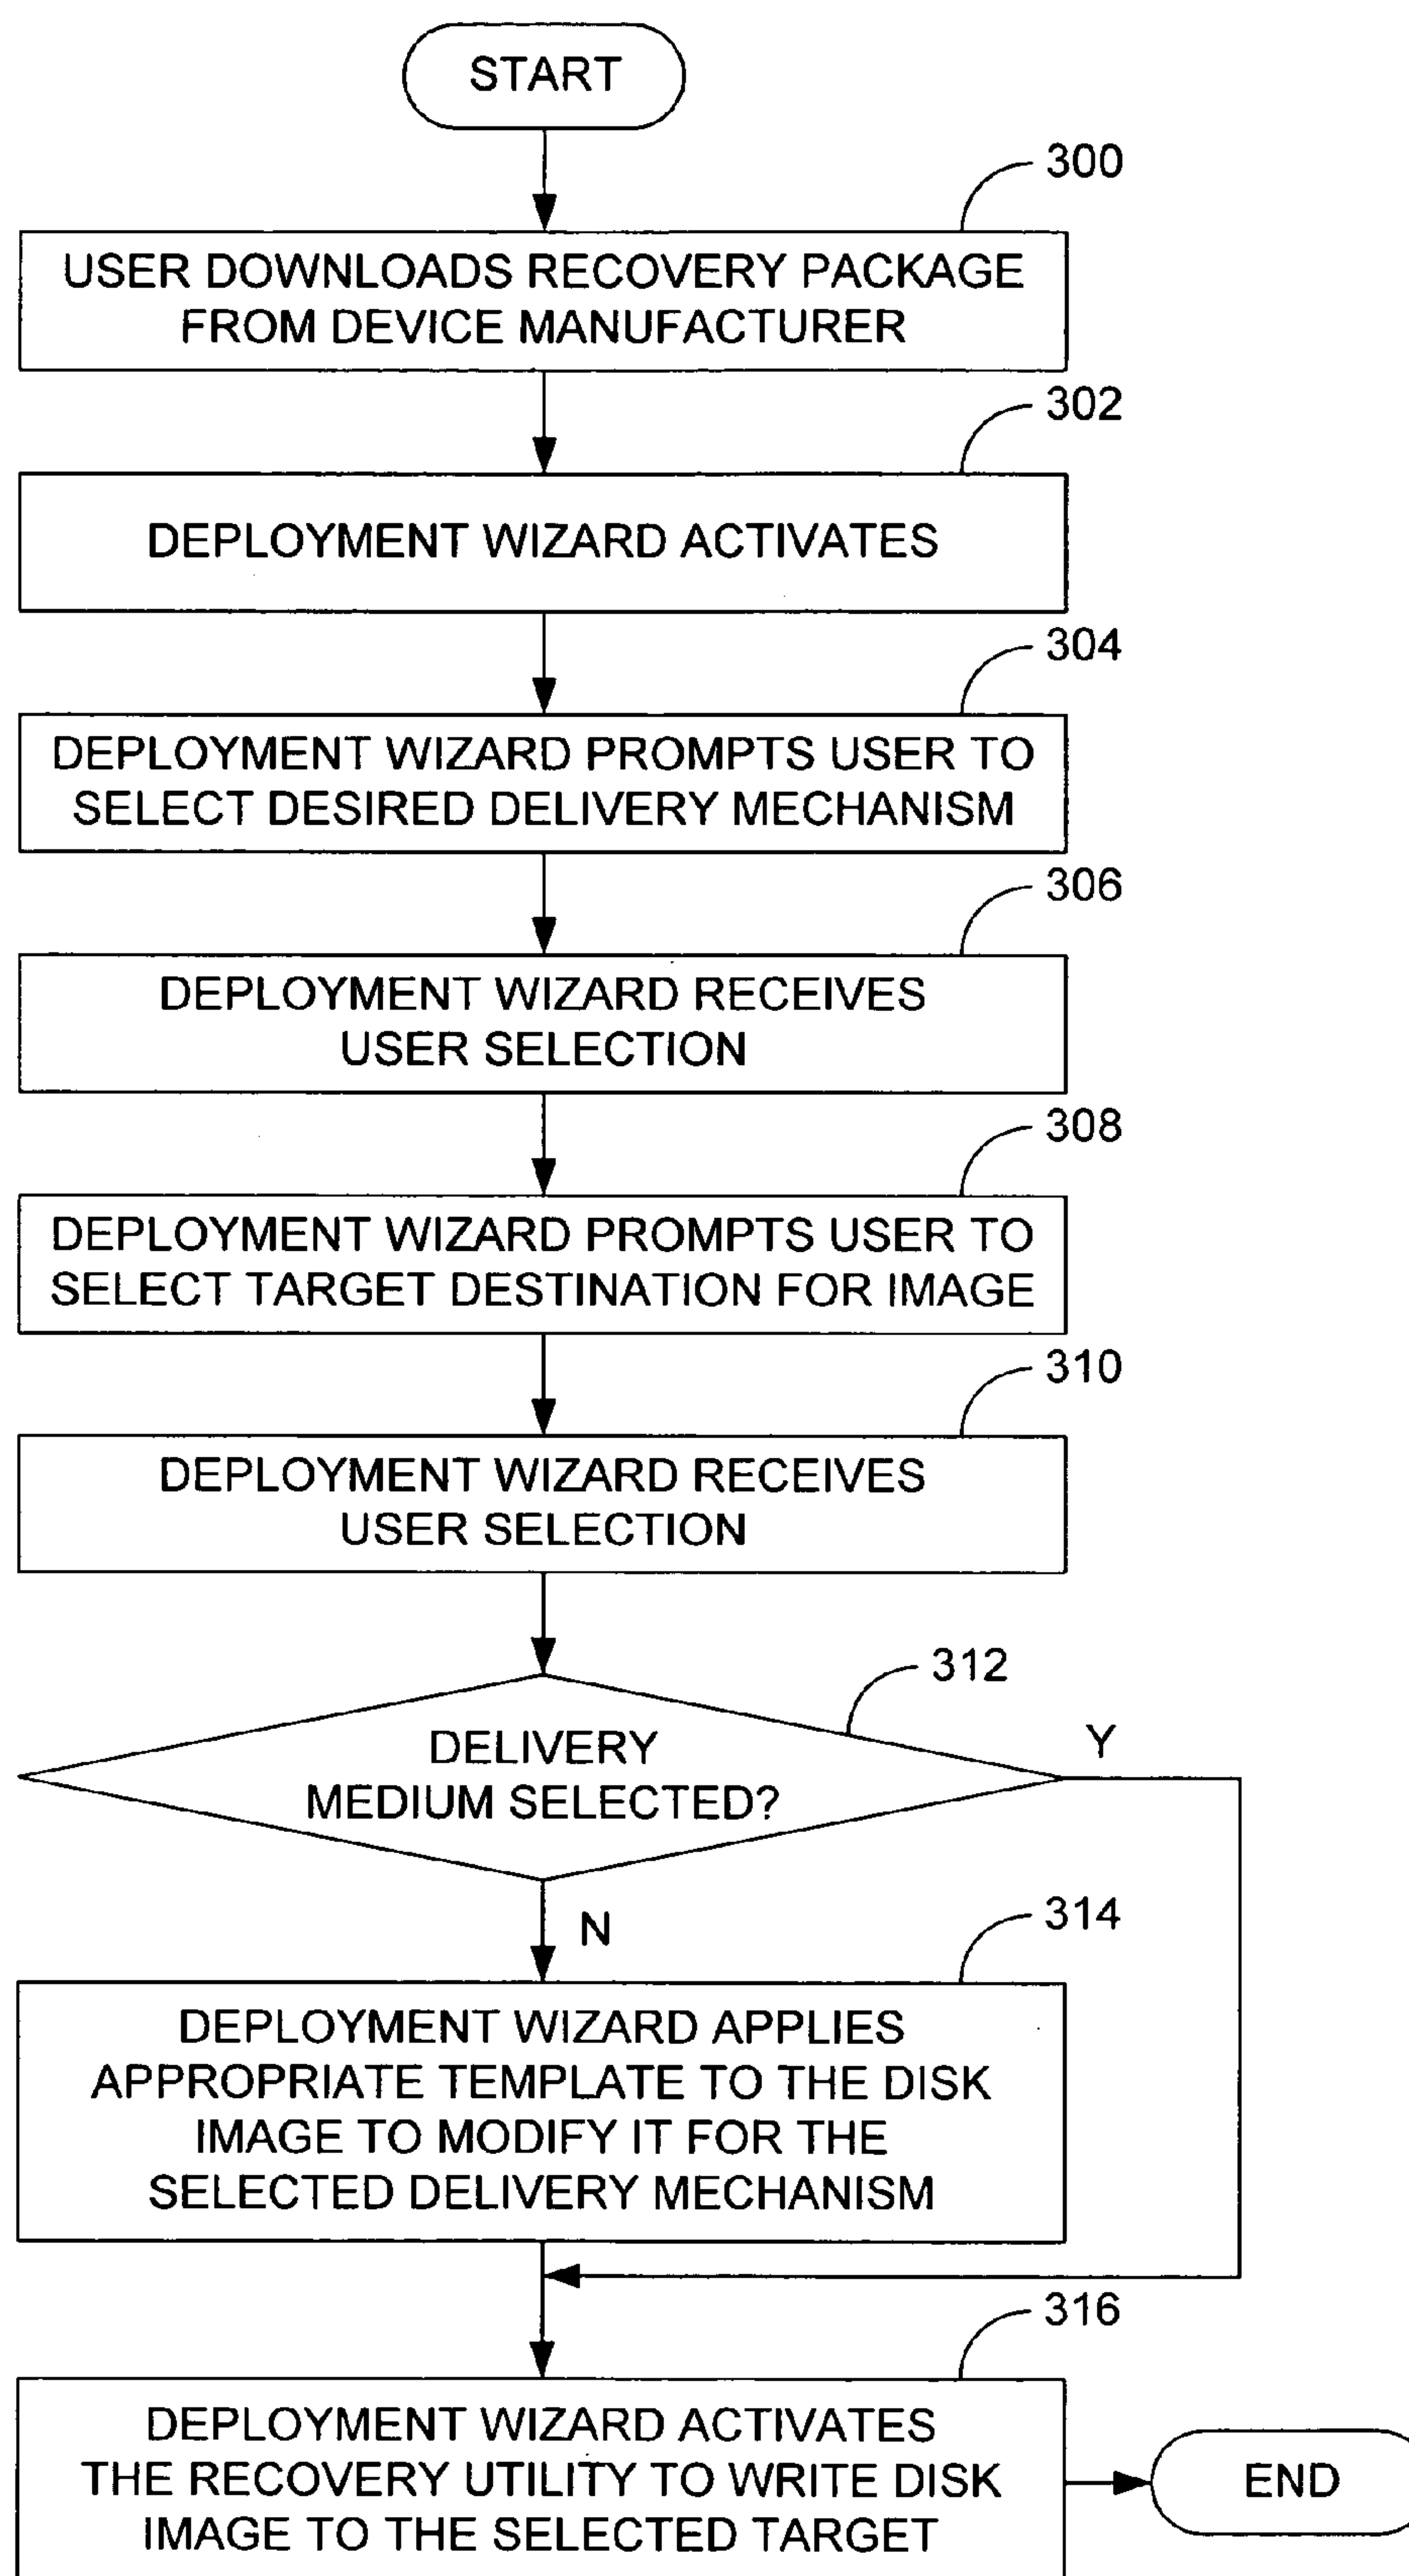 START
300
USER DOWNLOADS RECOVERY PACKAGE
FROM DEVICE MANUFACTURER
302
DEPLOYMENT WIZARD ACTIVATES
304
DEPLOYMENT WIZARD PROMPTS USER TO
SELECT DESIRED DELIVERY MECHANISM
306
DEPLOYMENT WIZARD RECEIVES
USER SELECTION
308
DEPLOYMENT WIZARD PROMPTS USER TO
SELECT TARGET DESTINATION FOR IMAGE
310
DEPLOYMENT WIZARD RECEIVES
USER SELECTION
312
DELIVERY
MEDIUM SELECTED?
Y
N
314
DEPLOYMENT WIZARD APPLIES
APPROPRIATE TEMPLATE TO THE DISK
IMAGE TO MODIFY IT FOR THE
SELECTED DELIVERY MECHANISM
316
DEPLOYMENT WIZARD ACTIVATES
THE RECOVERY UTILITY TO WRITE DISK
IMAGE TO THE SELECTED TARGET
END